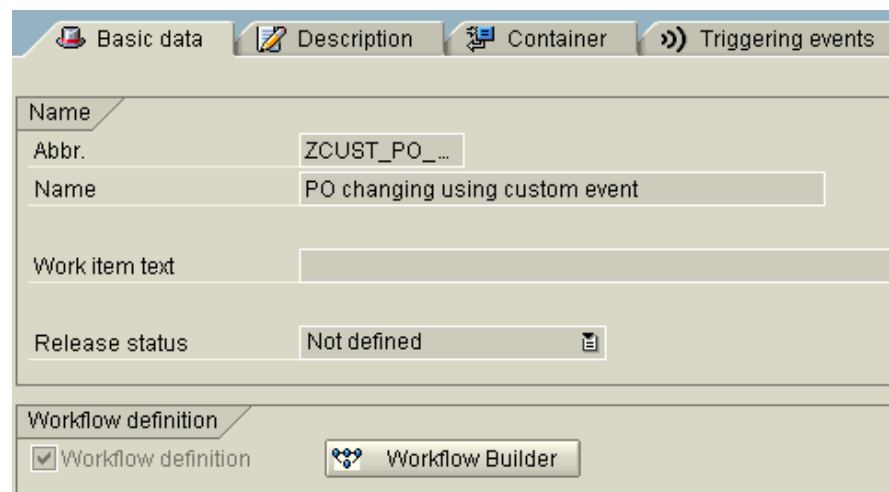 Basic data Description Container Triggering events
Name
Abbr. ZCUST_PO_...
Name PO changing using custom event
Work item text
Release status Not defined
Workflow definition
Workflow definition Workflow Builder